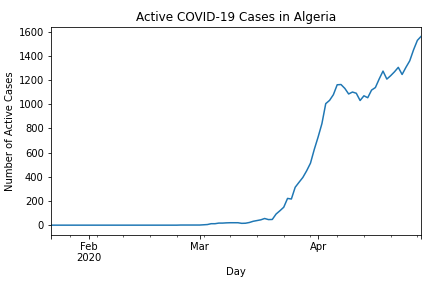 Active COVID-19 Cases in Algeria
1600
1400
1200
1000
800
600
400
200
0
Number of Active Cases
Feb
2020
Mar
Apr
Day